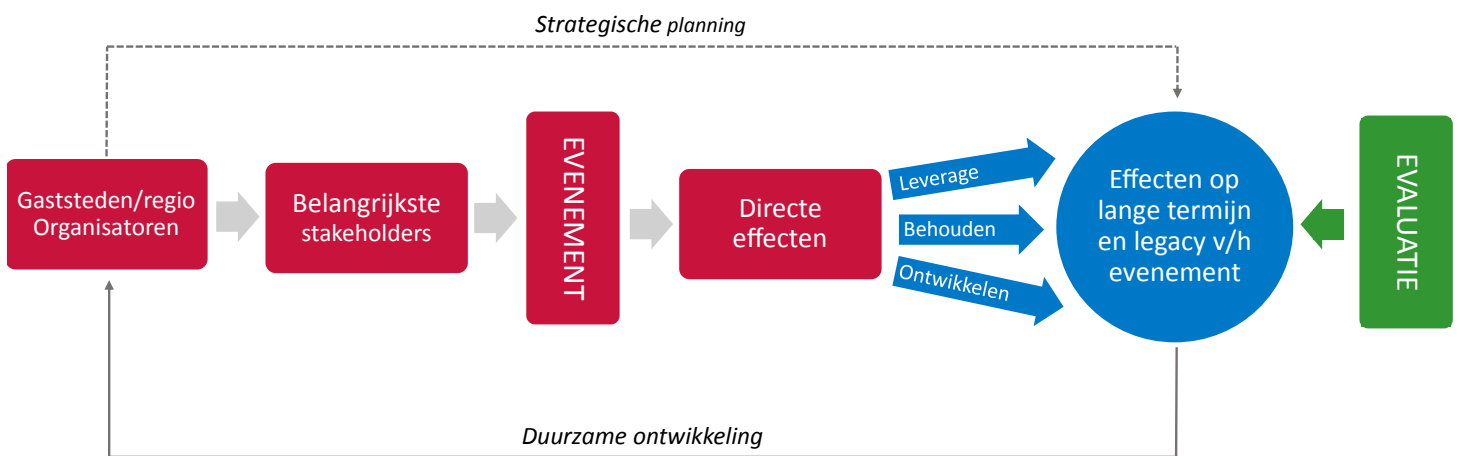 Strategische planning
Gaststeden/regio
Organisatoren
Belangrijkste
stakeholders
EVENEMENT
Directe
effecten
Leverage
Behouden
Ontwikkelen
Effecten op
lange termijn
en legacy v/h
evenement
EVALUATIE
Duurzame ontwikkeling